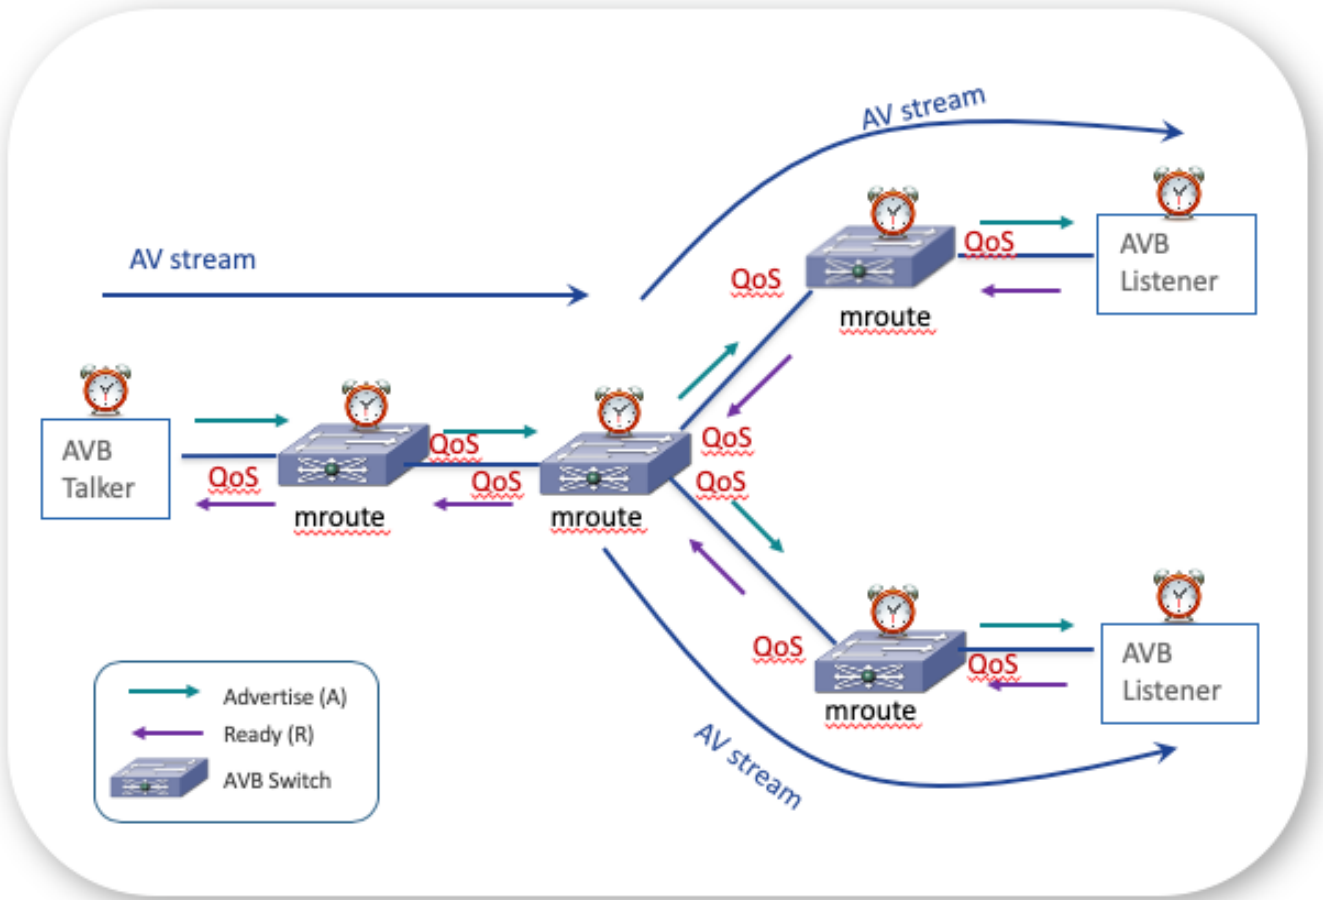 AV stream
AV stream
QoS
AVB
Listener
QoS
mroute
AVB
Talker
QoS
QoS
QoS
QoS
QoS
mroute
mroute
QoS
AVB
Listener
QoS
mroute
AV stream
Advertise (A)
Ready (R)
AVB Switch